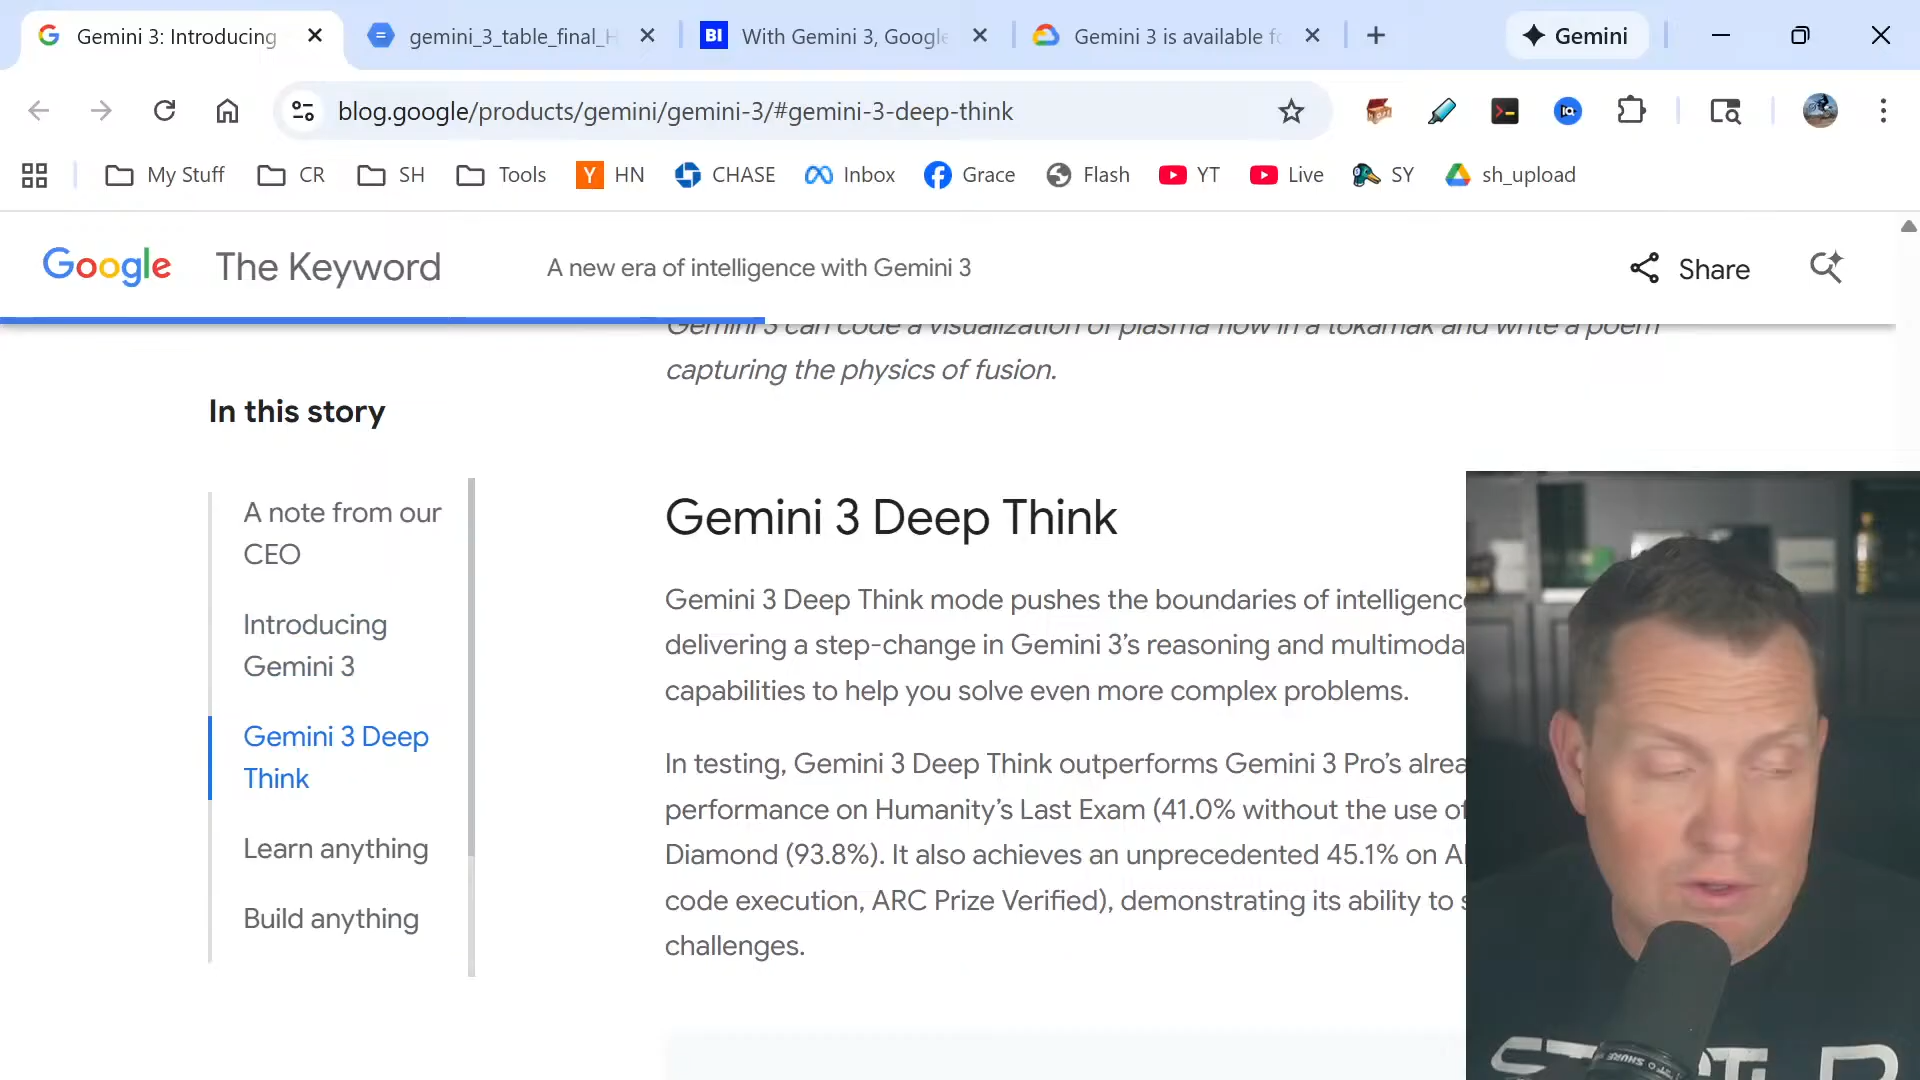 Gemini 3: Introducing
gemini_3_table_final_H
BI
With Gemini 3, Google
Gemini 3 is available fo
Gemini
blog.google/products/gemini/gemini-3/#gemini-3-deep-think
My Stuff
CR
SH
Tools
Y HN
CHASE
Inbox
Grace
Flash
YT
Live
SY
sh_upload
Google The Keyword
A new era of intelligence with Gemini 3
Share
Gemini 3 can code a visualization of plasma flow in a tokamak and write a poem
capturing the physics of fusion.
In this story
A note from our
CEO
Introducing
Gemini 3
Gemini 3 Deep
Think
Learn anything
Build anything
Gemini 3 Deep Think
Gemini 3 Deep Think mode pushes the boundaries of intelligenc
delivering a step-change in Gemini 3’s reasoning and multimoda
capabilities to help you solve even more complex problems.
In testing, Gemini 3 Deep Think outperforms Gemini 3 Pro’s alrea
performance on Humanity’s Last Exam (41.0% without the use of
Diamond (93.8%). It also achieves an unprecedented 45.1% on A
code execution, ARC Prize Verified), demonstrating its ability to s
challenges.
SHURE